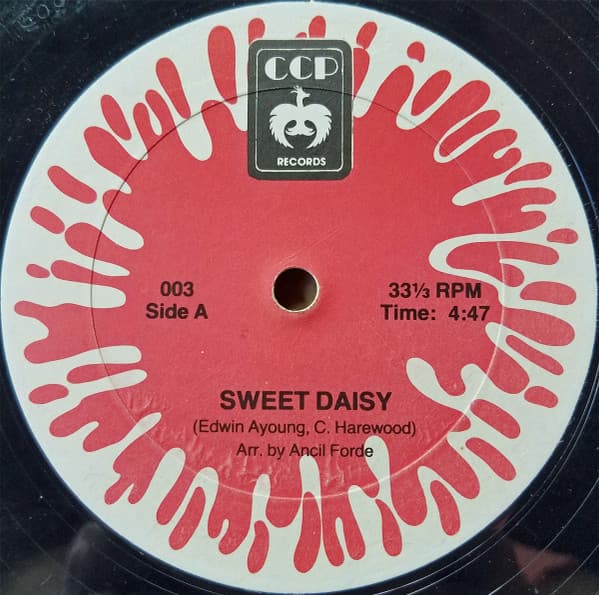 CCP
RECORDS
003
Side A
33⅓ RPM
Time: 4:47
SWEET DAISY
(Edwin Ayoung, C. Harewood)
Arr. by Ancil Forde